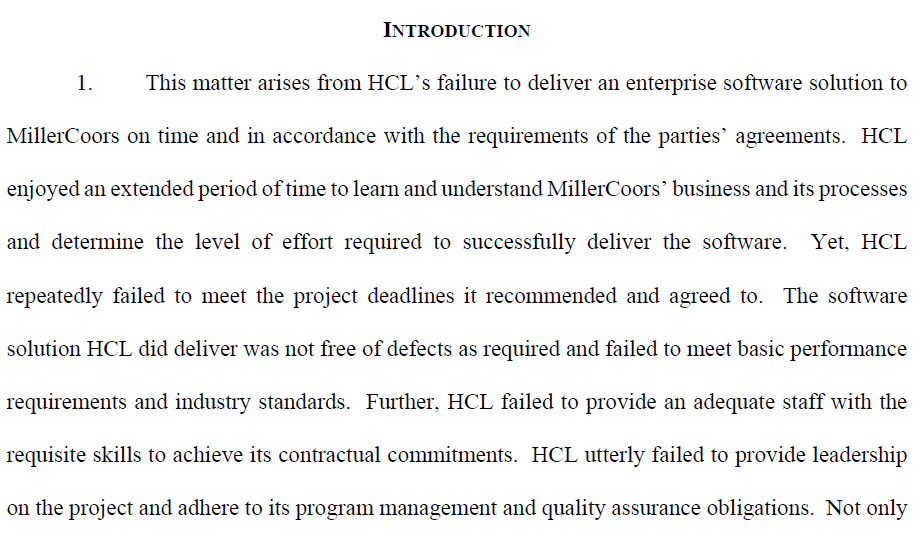 INTRODUCTION
1. This matter arises from HCL’s failure to deliver an enterprise software solution to
MillerCoors on time and in accordance with the requirements of the parties’ agreements. HCL
enjoyed an extended period of time to learn and understand MillerCoors’ business and its processes
and determine the level of effort required to successfully deliver the software. Yet, HCL
repeatedly failed to meet the project deadlines it recommended and agreed to. The software
solution HCL did deliver was not free of defects as required and failed to meet basic performance
requirements and industry standards. Further, HCL failed to provide an adequate staff with the
requisite skills to achieve its contractual commitments. HCL utterly failed to provide leadership
on the project and adhere to its program management and quality assurance obligations. Not only